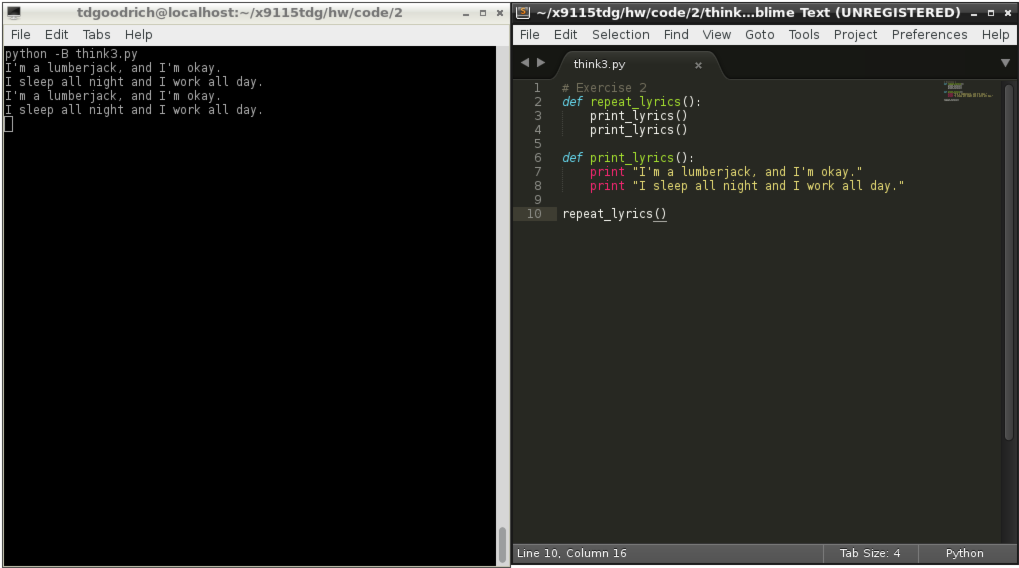 tdgoodrich@localhost:~/x9115tdg/hw/code/2
File Edit Tabs Help
python -B think3.py
I'm a lumberjack, and I'm okay.
I sleep all night and I work all day.
I'm a lumberjack, and I'm okay.
I sleep all night and I work all day.
~/x9115tdg/hw/code/2/think...blime Text (UNREGISTERED)
File Edit Selection Find View Goto Tools Project Preferences Help
think3.py
1 # Exercise 2
2 def repeat_lyrics():
3     print_lyrics()
4     print_lyrics()
5
6 def print_lyrics():
7     print "I'm a lumberjack, and I'm okay."
8     print "I sleep all night and I work all day."
9
10 repeat_lyrics()
Line 10, Column 16 Tab Size: 4 Python